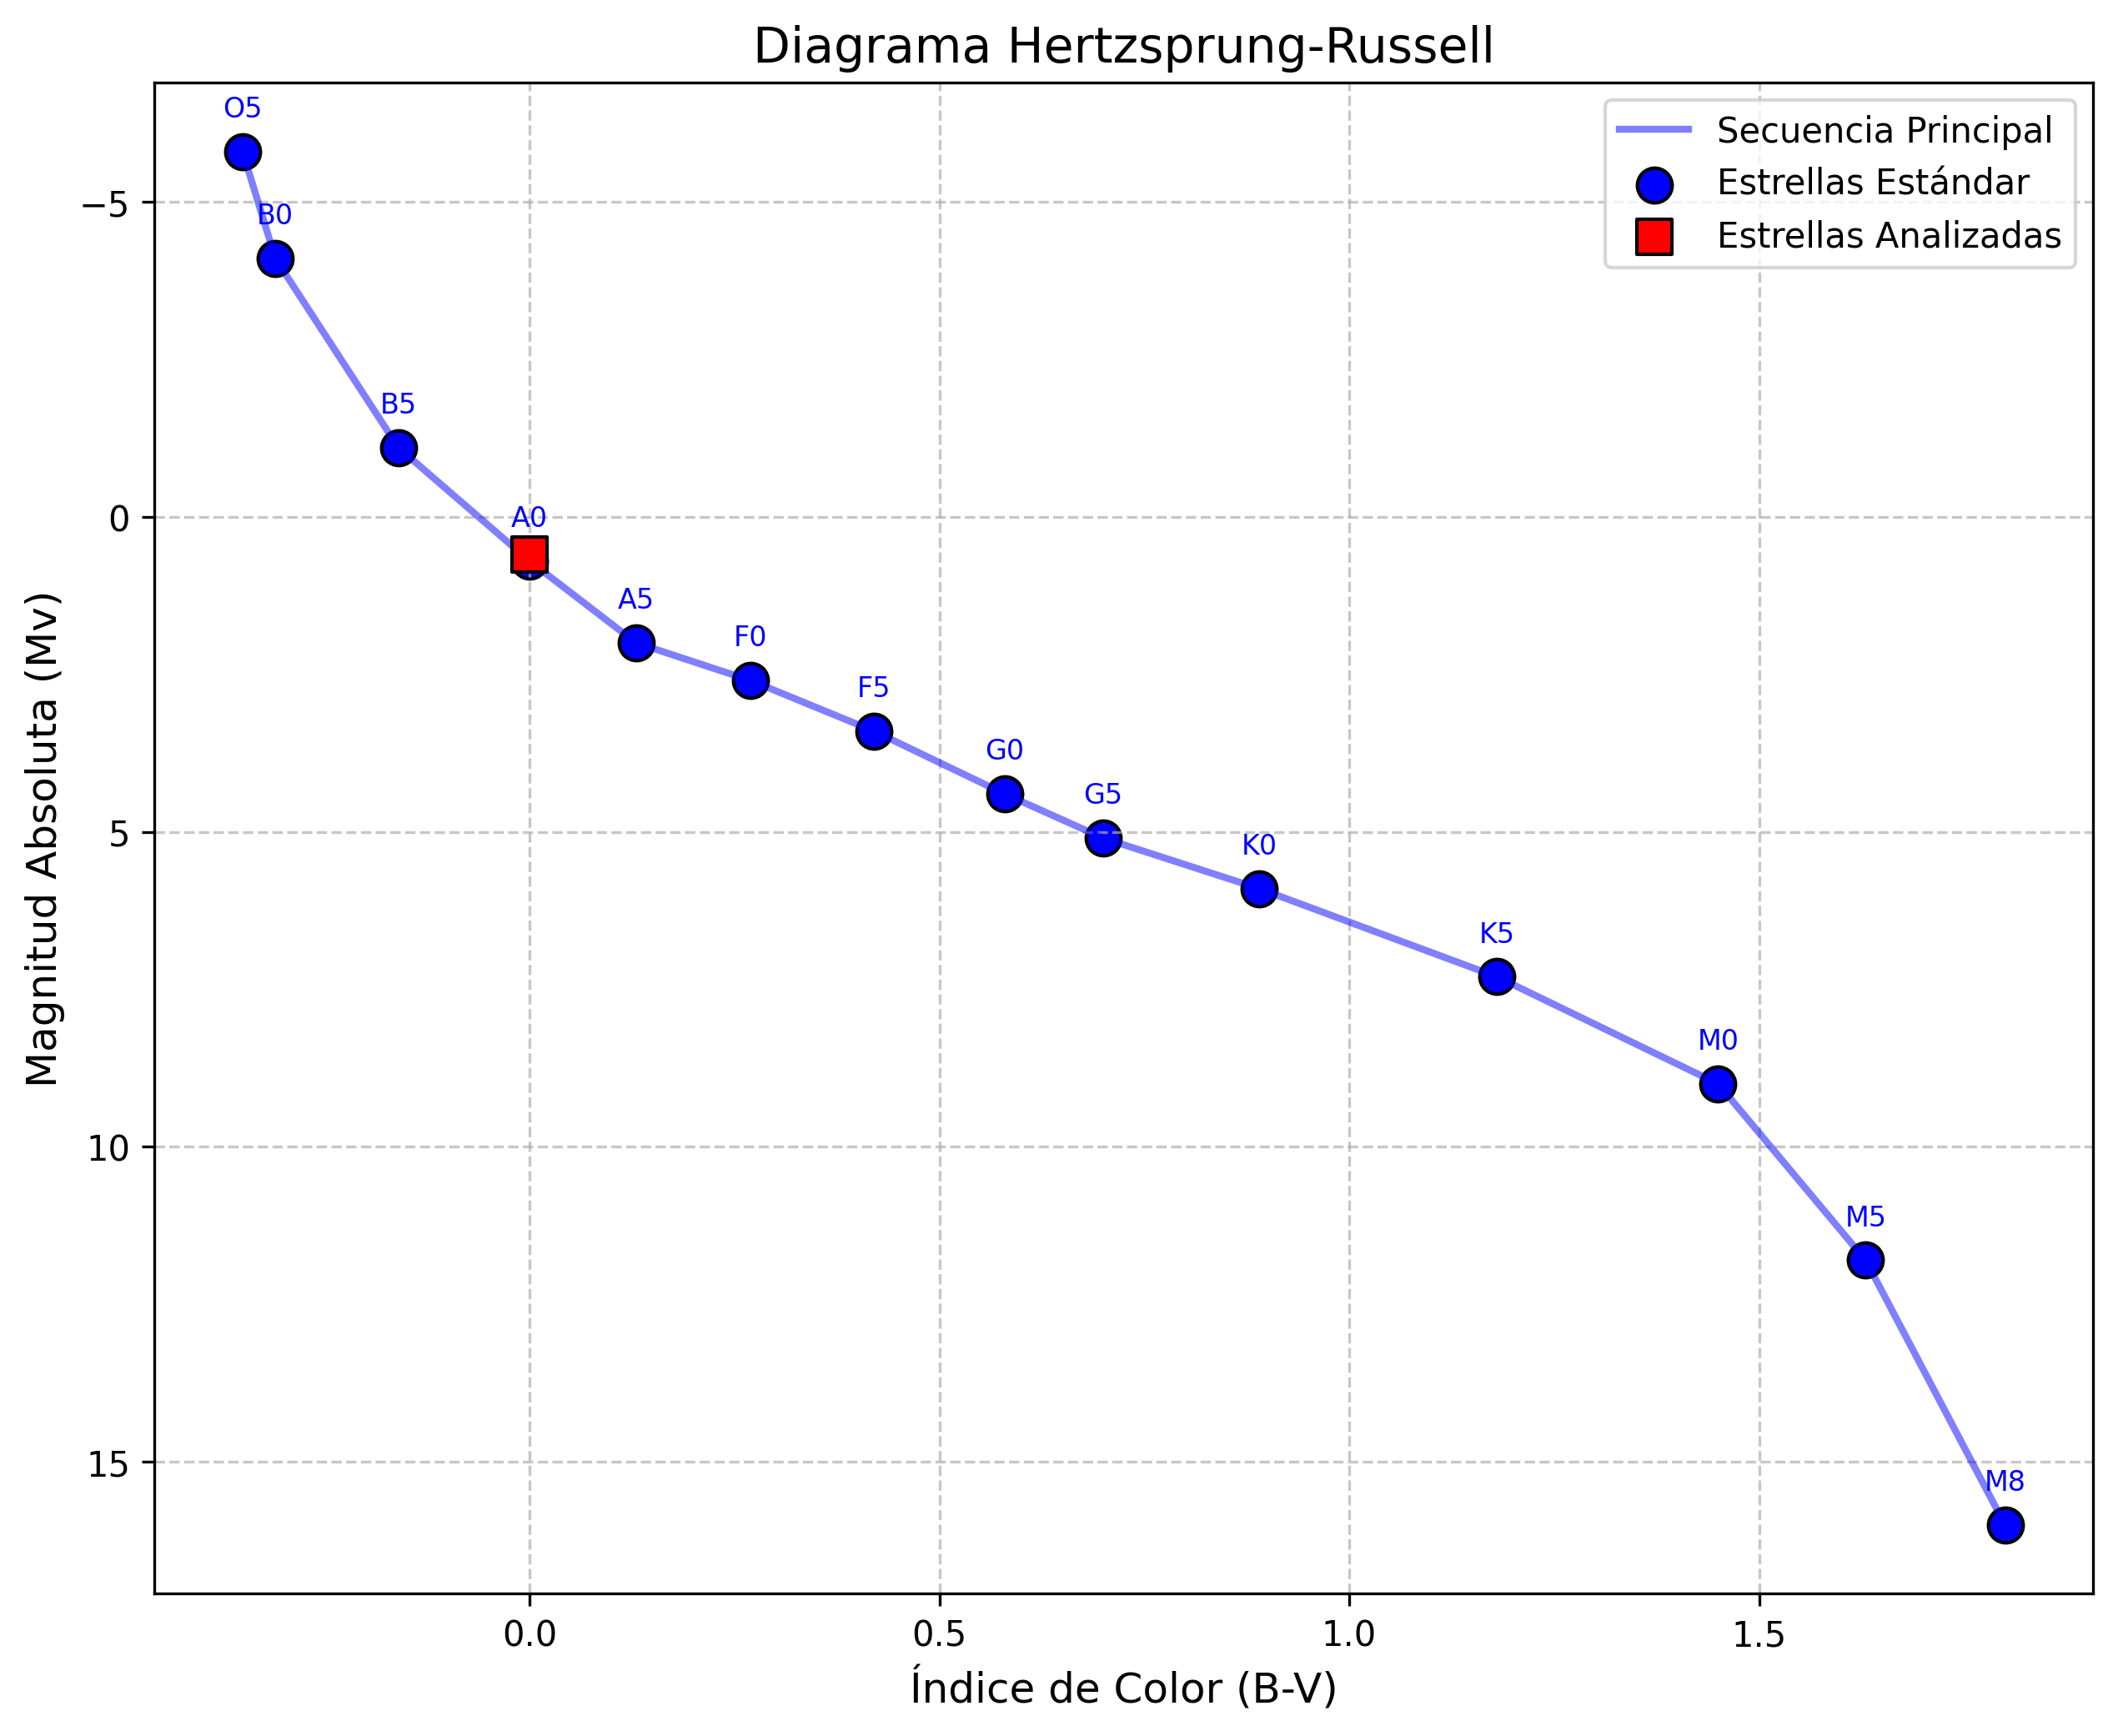 Diagrama Hertzsprung-Russell
Secuencia Principal
Estrellas Estándar
Estrellas Analizadas
O5
B0
B5
A0
A5
F0
F5
G0
G5
K0
K5
M0
M5
M8
Magnitud Absoluta (Mv)
−5
0
5
10
15
0.0
0.5
1.0
1.5
Índice de Color (B-V)